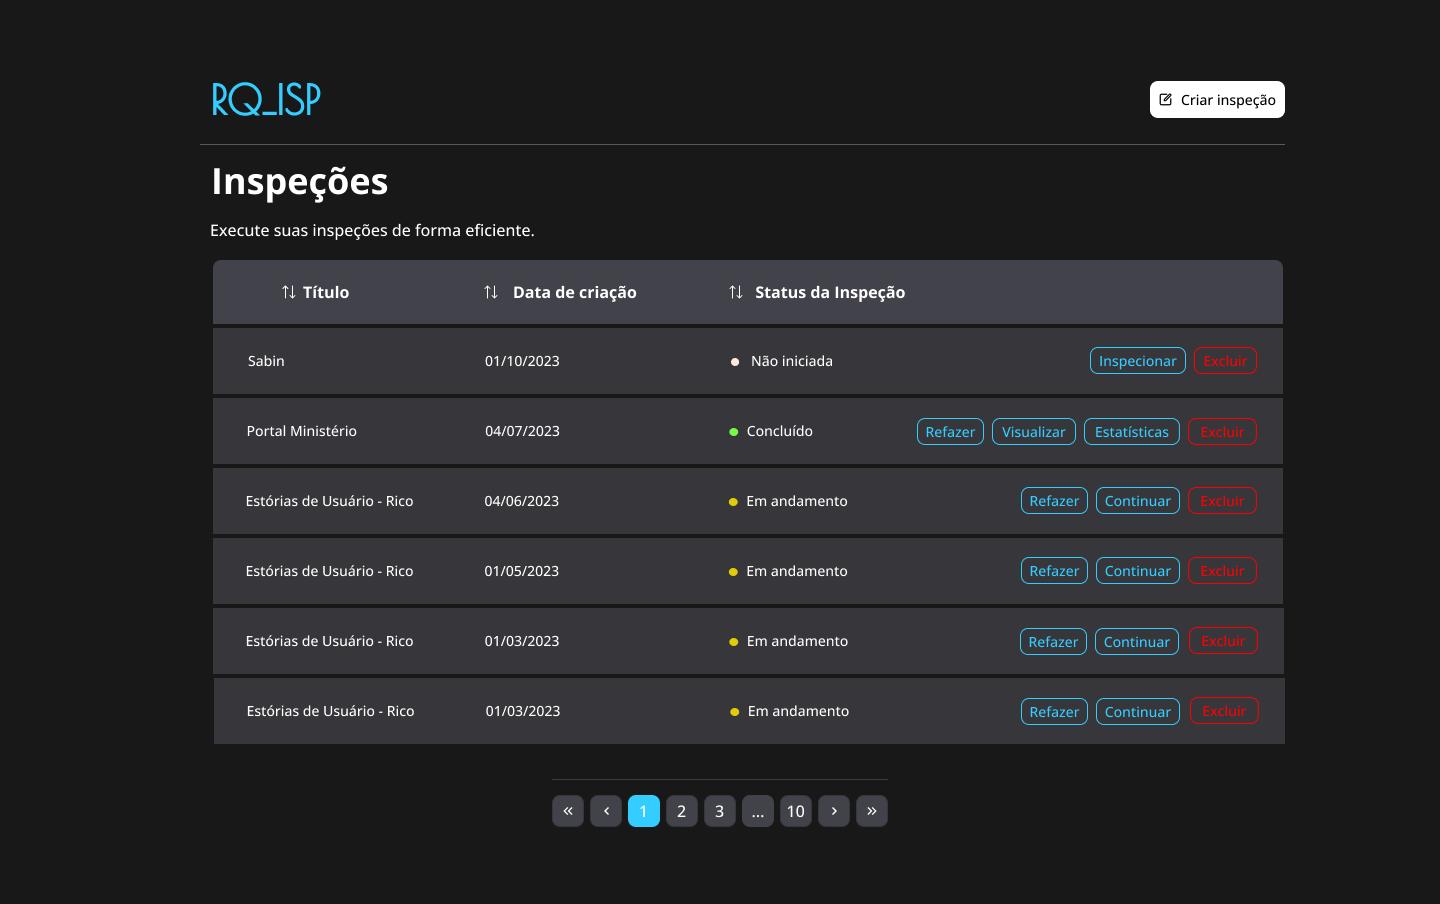 RQ_ISP
Criar inspeção
Inspeções
Execute suas inspeções de forma eficiente.
Título Data de criação Status da Inspeção
Sabin 01/10/2023 Não iniciada Inspecionar Excluir
Portal Ministério 04/07/2023 Concluído Refazer Visualizar Estatísticas Excluir
Estórias de Usuário - Rico 04/06/2023 Em andamento Refazer Continuar Excluir
Estórias de Usuário - Rico 01/05/2023 Em andamento Refazer Continuar Excluir
Estórias de Usuário - Rico 01/03/2023 Em andamento Refazer Continuar Excluir
Estórias de Usuário - Rico 01/03/2023 Em andamento Refazer Continuar Excluir
« ‹ 1 2 3 ... 10 › »